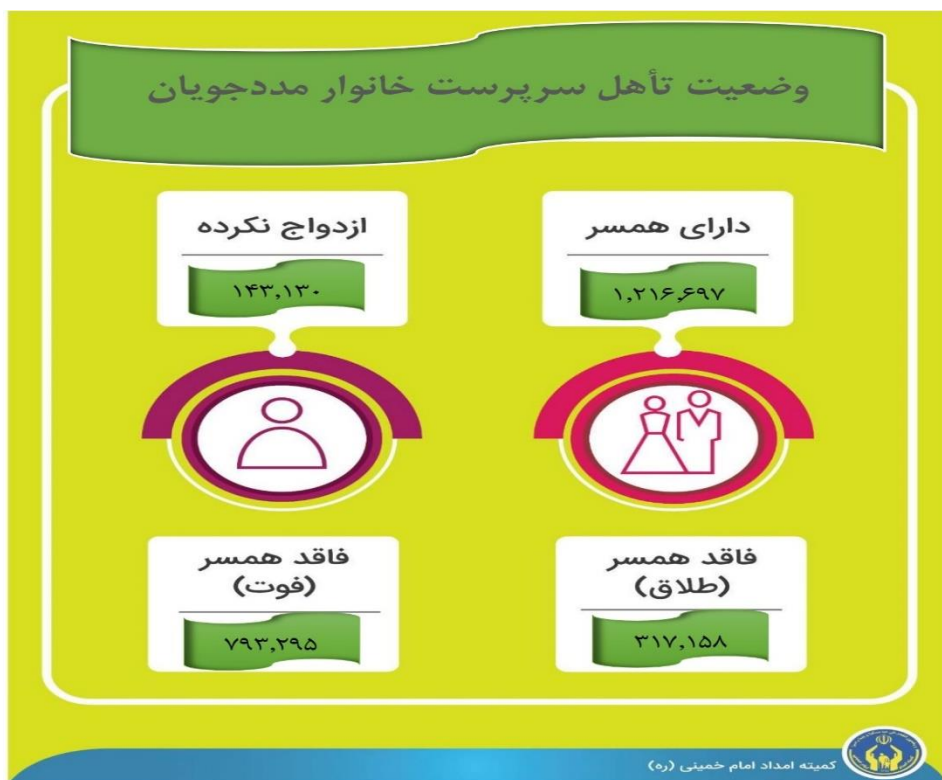 وضعیت تأهل سرپرست خانوار مددجویان
دارای همسر
۱,۲۱۶,۶۹۷
ازدواج نکرده
۱۴۳,۱۳۰
فاقد همسر
(طلاق)
۳۱۷,۱۵۸
فاقد همسر
(فوت)
۷۹۳,۲۹۵
کمیته امداد امام خمینی (ره)